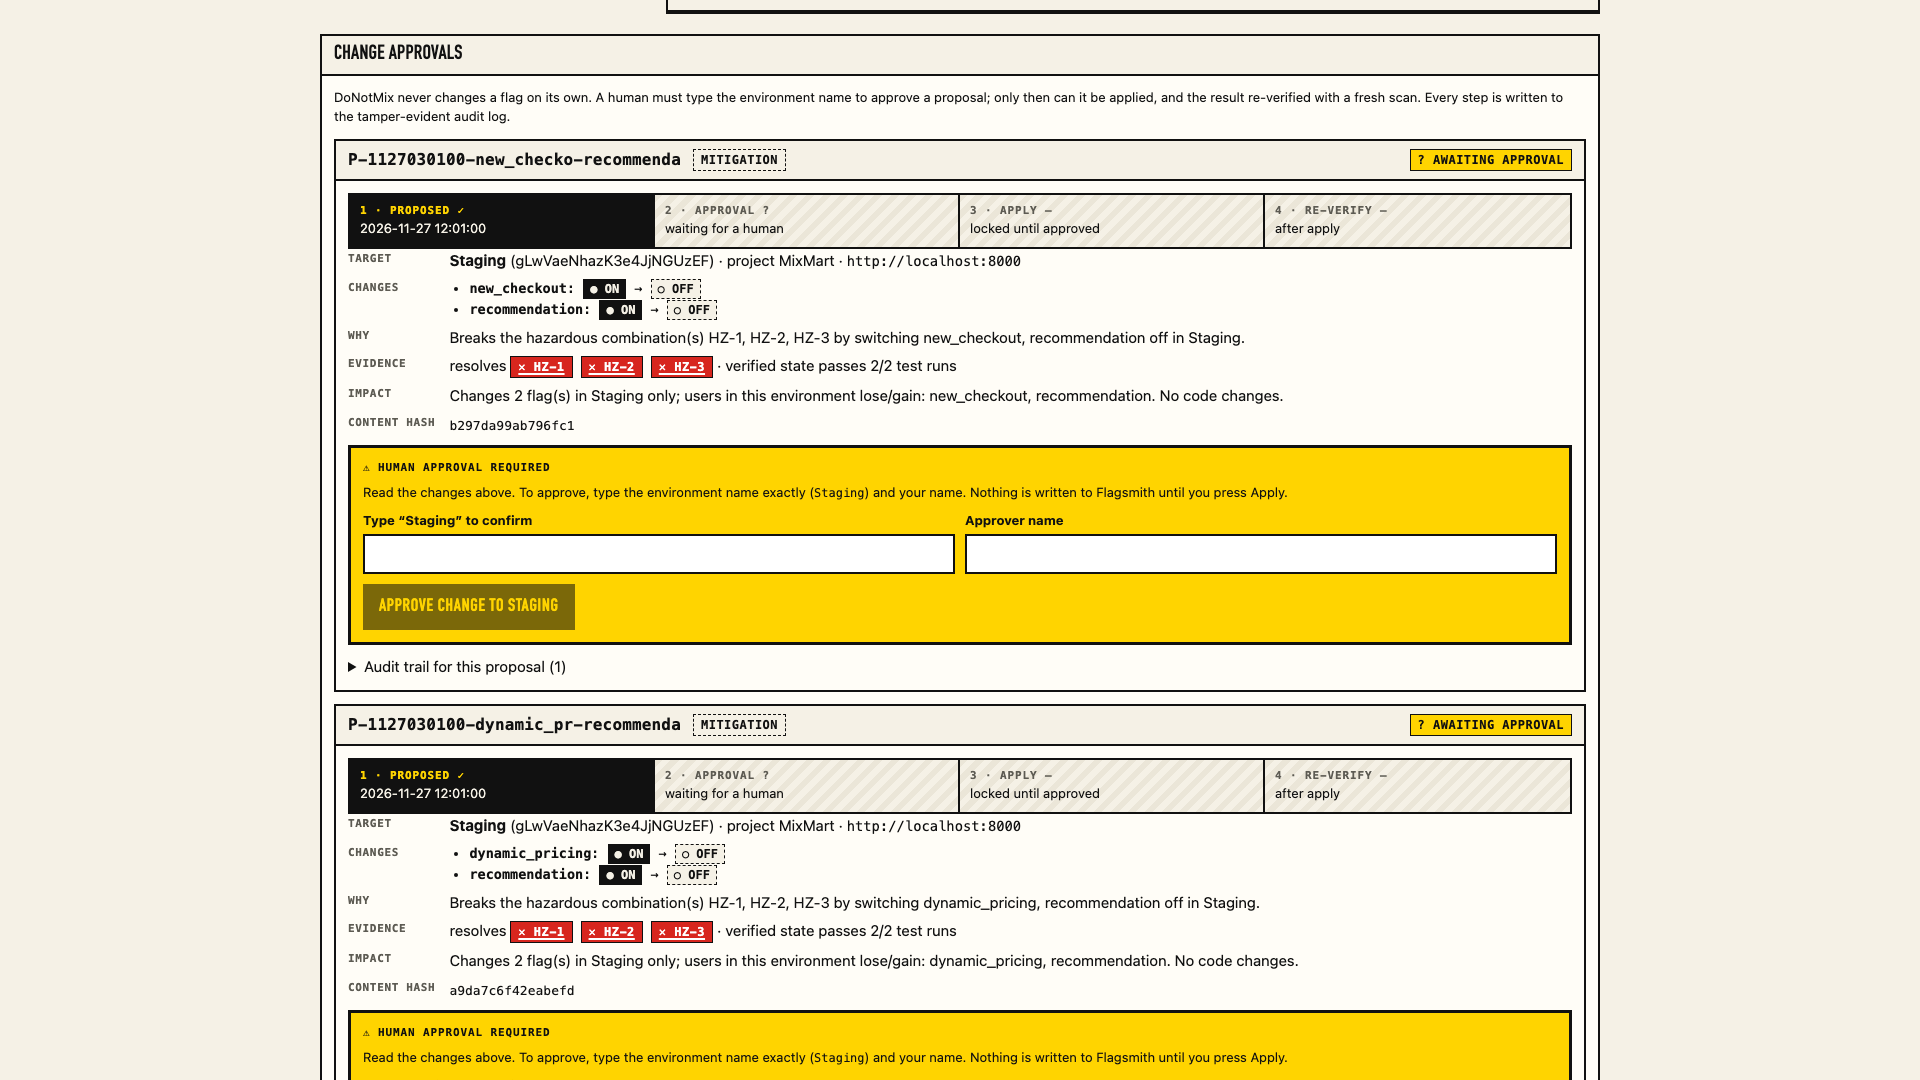 CHANGE APPROVALS
DoNotMix never changes a flag on its own. A human must type the environment name to approve a proposal; only then can it be applied, and the result re-verified with a fresh scan. Every step is written to
the tamper-evident audit log.
P-1127030100-new_checko-recommenda MITIGATION ? AWAITING APPROVAL
1 · PROPOSED ✓ 2 · APPROVAL ? 3 · APPLY — 4 · RE-VERIFY —
2026-11-27 12:01:00 waiting for a human locked until approved after apply
TARGET Staging (gLwVaeNhazK3e4JjNGUzEF) · project MixMart · http://localhost:8000
CHANGES • new_checkout: ● ON → ○ OFF
• recommendation: ● ON → ○ OFF
WHY Breaks the hazardous combination(s) HZ-1, HZ-2, HZ-3 by switching new_checkout, recommendation off in Staging.
EVIDENCE resolves × HZ-1 × HZ-2 × HZ-3 · verified state passes 2/2 test runs
IMPACT Changes 2 flag(s) in Staging only; users in this environment lose/gain: new_checkout, recommendation. No code changes.
CONTENT HASH b297da99ab796fc1
⚠ HUMAN APPROVAL REQUIRED
Read the changes above. To approve, type the environment name exactly (Staging) and your name. Nothing is written to Flagsmith until you press Apply.
Type “Staging” to confirm Approver name
APPROVE CHANGE TO STAGING
▶ Audit trail for this proposal (1)
P-1127030100-dynamic_pr-recommenda MITIGATION ? AWAITING APPROVAL
1 · PROPOSED ✓ 2 · APPROVAL ? 3 · APPLY — 4 · RE-VERIFY —
2026-11-27 12:01:00 waiting for a human locked until approved after apply
TARGET Staging (gLwVaeNhazK3e4JjNGUzEF) · project MixMart · http://localhost:8000
CHANGES • dynamic_pricing: ● ON → ○ OFF
• recommendation: ● ON → ○ OFF
WHY Breaks the hazardous combination(s) HZ-1, HZ-2, HZ-3 by switching dynamic_pricing, recommendation off in Staging.
EVIDENCE resolves × HZ-1 × HZ-2 × HZ-3 · verified state passes 2/2 test runs
IMPACT Changes 2 flag(s) in Staging only; users in this environment lose/gain: dynamic_pricing, recommendation. No code changes.
CONTENT HASH a9da7c6f42eabefd
⚠ HUMAN APPROVAL REQUIRED
Read the changes above. To approve, type the environment name exactly (Staging) and your name. Nothing is written to Flagsmith until you press Apply.